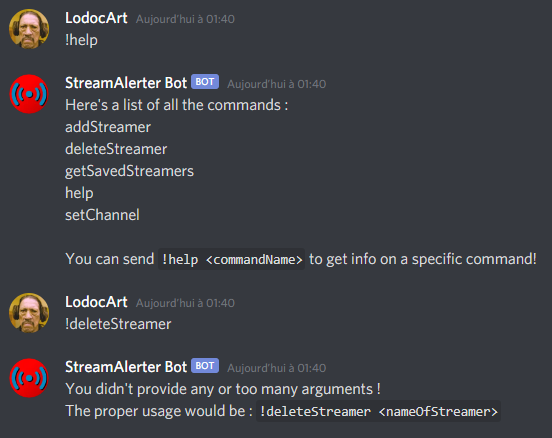 LodocArt Aujourd'hui à 01:40
!help
StreamAlerter Bot BOT Aujourd'hui à 01:40
Here's a list of all the commands :
addStreamer
deleteStreamer
getSavedStreamers
help
setChannel
You can send !help <commandName> to get info on a specific command!
LodocArt Aujourd'hui à 01:40
!deleteStreamer
StreamAlerter Bot BOT Aujourd'hui à 01:40
You didn't provide any or too many arguments !
The proper usage would be : !deleteStreamer <nameOfStreamer>